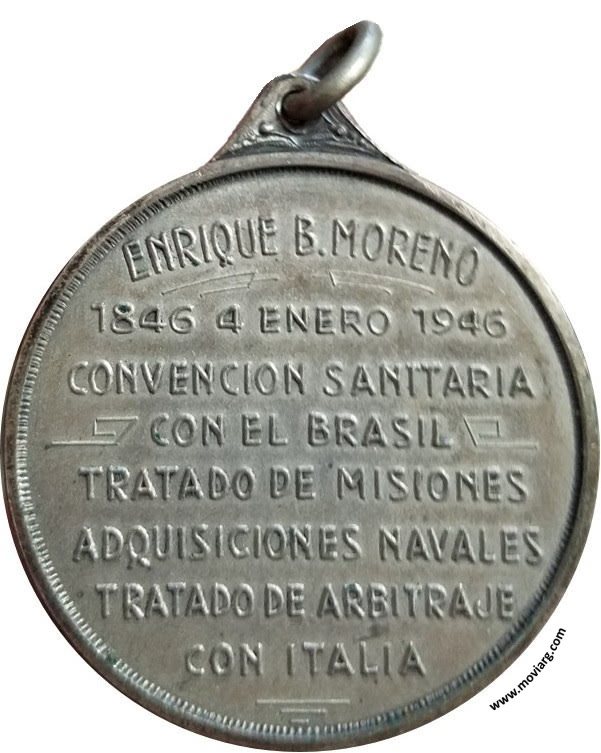 ENRIQUE B. MORENO
1846 4 ENERO 1946
CONVENCION SANITARIA
CON EL BRASIL
TRATADO DE MISIONES
ADQUISICIONES NAVALES
TRATADO DE ARBITRAJE
CON ITALIA
www.moviarg.com